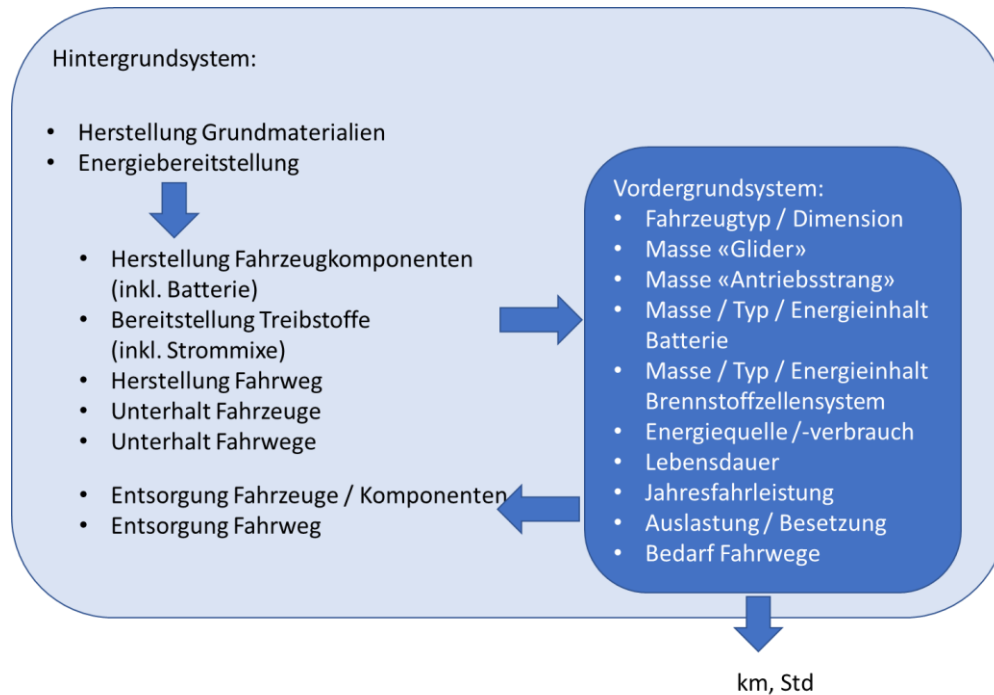 Hintergrundsystem:
• Herstellung Grundmaterialien
• Energiebereitstellung
• Herstellung Fahrzeugkomponenten
(inkl. Batterie)
• Bereitstellung Treibstoffe
(inkl. Strommixe)
• Herstellung Fahrweg
• Unterhalt Fahrzeuge
• Unterhalt Fahrwege
• Entsorgung Fahrzeuge / Komponenten
• Entsorgung Fahrweg
Vordergrundsystem:
• Fahrzeugtyp / Dimension
• Masse «Glider»
• Masse «Antriebsstrang»
• Masse / Typ / Energieinhalt
Batterie
• Masse / Typ / Energieinhalt
Brennstoffzellensystem
• Energiequelle /-verbrauch
• Lebensdauer
• Jahresfahrleistung
• Auslastung / Besetzung
• Bedarf Fahrwege
km, Std